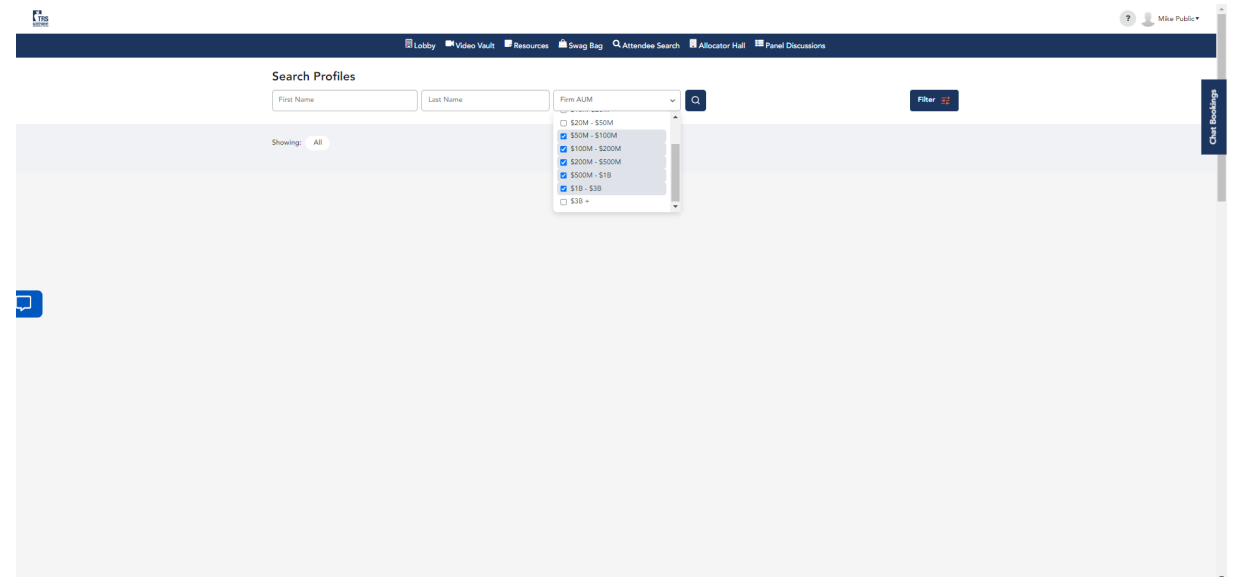 TRS
? Mike Public
Lobby Video Vault Resources Swag Bag Attendee Search Allocator Hall Panel Discussions
Search Profiles
First Name Last Name Firm AUM Filter
Chat Bookings
$20M - $50M
$50M - $100M
Showing: All
$100M - $200M
$200M - $500M
$500M - $1B
$1B - $3B
$3B +